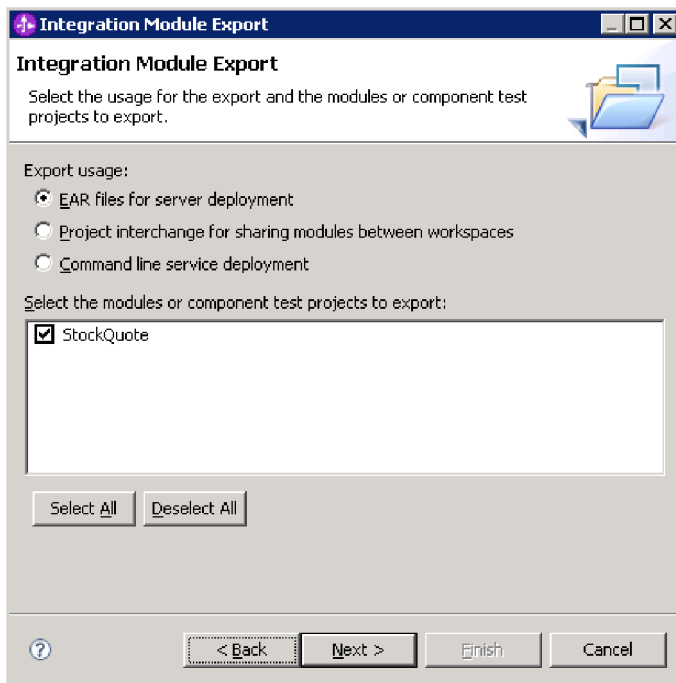 Integration Module Export
Integration Module Export
Select the usage for the export and the modules or component test
projects to export.
Export usage:
EAR files for server deployment
Project interchange for sharing modules between workspaces
Command line service deployment
Select the modules or component test projects to export:
StockQuote
Select All
Deselect All
?
< Back
Next >
Finish
Cancel